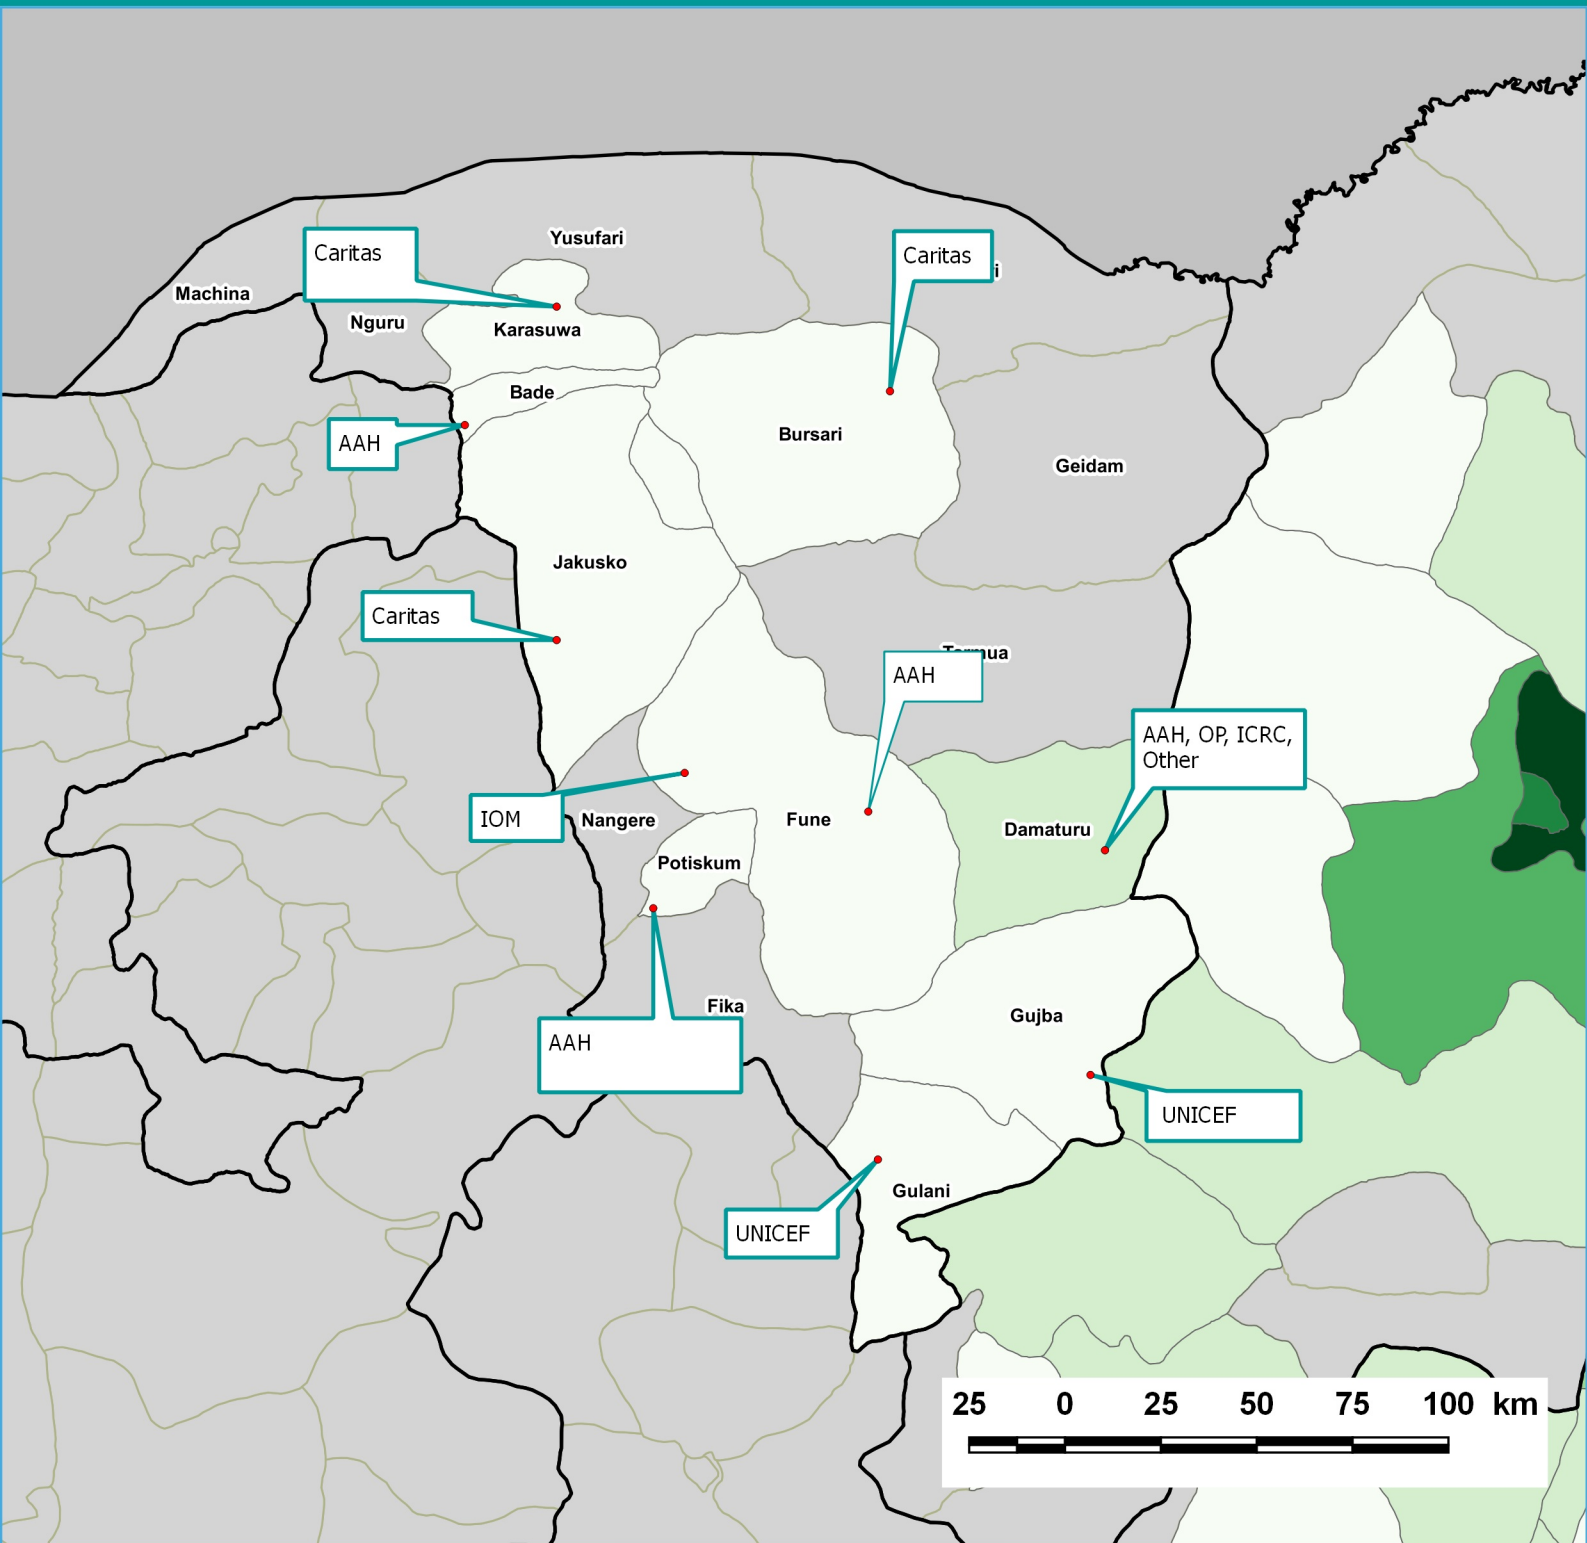 Yusufari
Caritas
Caritas
i
Machina
Nguru
Karasuwa
Bade
AAH
Bursari
Geidam
Jakusko
Caritas
AAH
AAH, OP, ICRC,
Other
IOM
Nangere
Fune
Damaturu
Potiskum
Fika
Gujba
AAH
UNICEF
Gulani
UNICEF
25 0 25 50 75 100 km